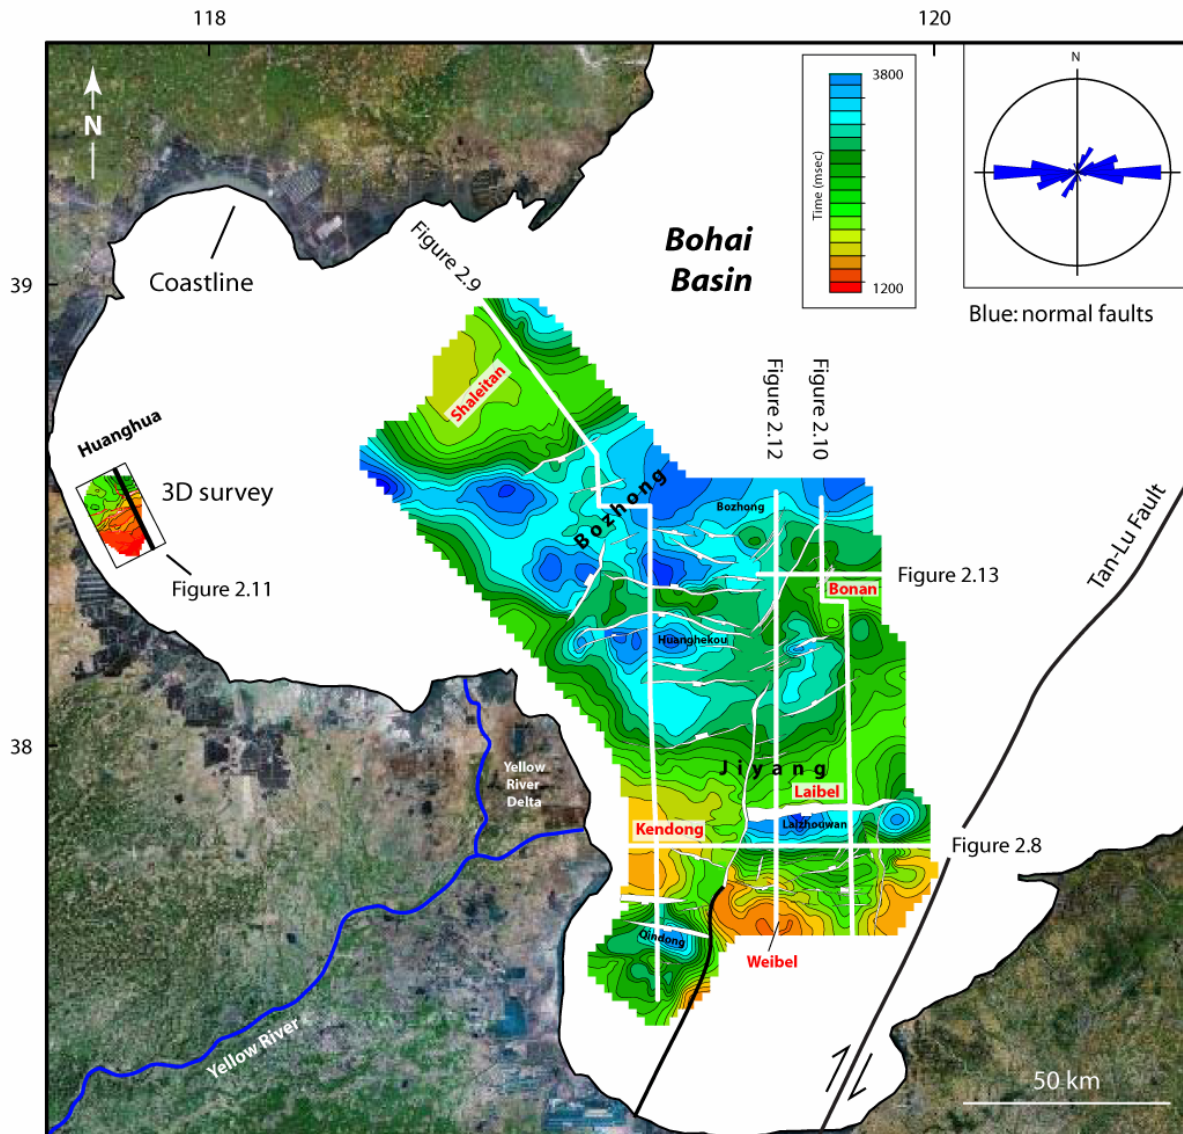 118
120
N
N
3800
Time (msec)
1200
Bohai
Basin
Blue: normal faults
39
Coastline
Figure 2.9
Shaleitan
Figure 2.12
Figure 2.10
Huanghua
3D survey
Figure 2.11
Bozhong
Bozhong
Figure 2.13
Bonan
Tan-Lu Fault
Huanghekou
38
Jiyang
Yellow
River
Delta
Laibel
Laizhouwan
Kendong
Figure 2.8
Qindong
Weibel
Yellow River
50 km